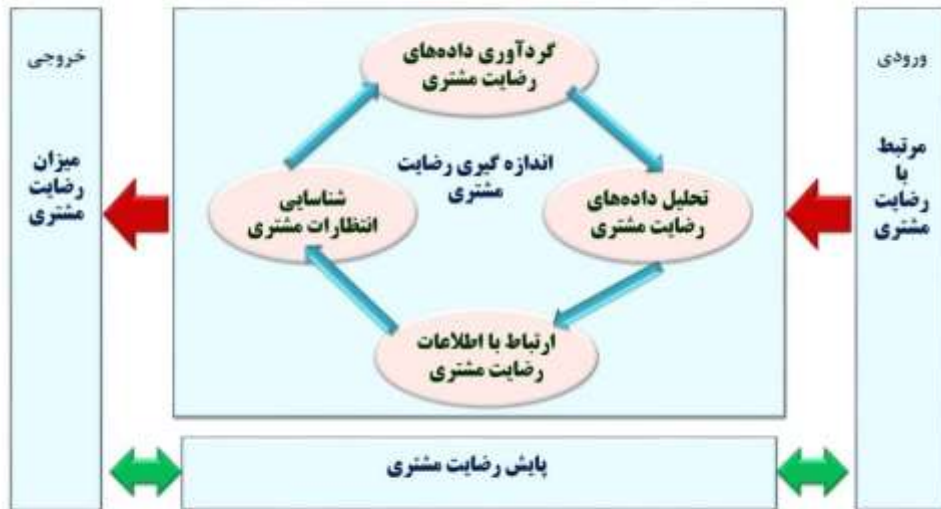 ورودی
مرتبط
با
رضایت
مشتری
گردآوری داده‌های
رضایت مشتری
اندازه گیری رضایت
مشتری
تحلیل داده‌های
رضایت مشتری
ارتباط با اطلاعات
رضایت مشتری
شناسایی
انتظارات مشتری
خروجی
میزان
رضایت
مشتری
پایش رضایت مشتری